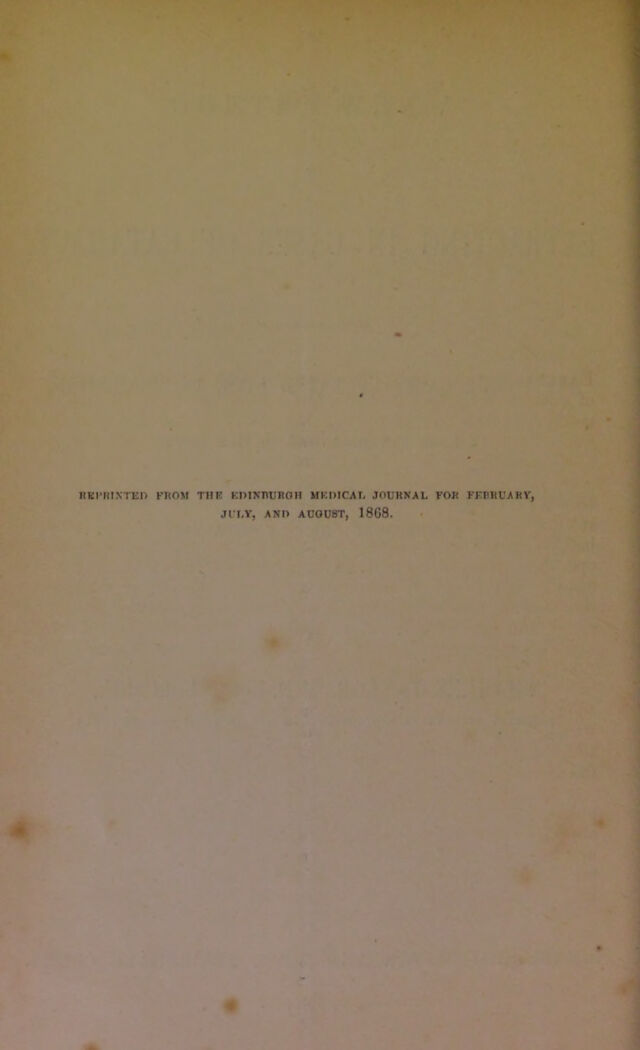 REPRINTED FROM THE EDINBURGH MEDICAL JOURNAL FOR FEBRUARY,
JULY, AND AUGUST, 1868.